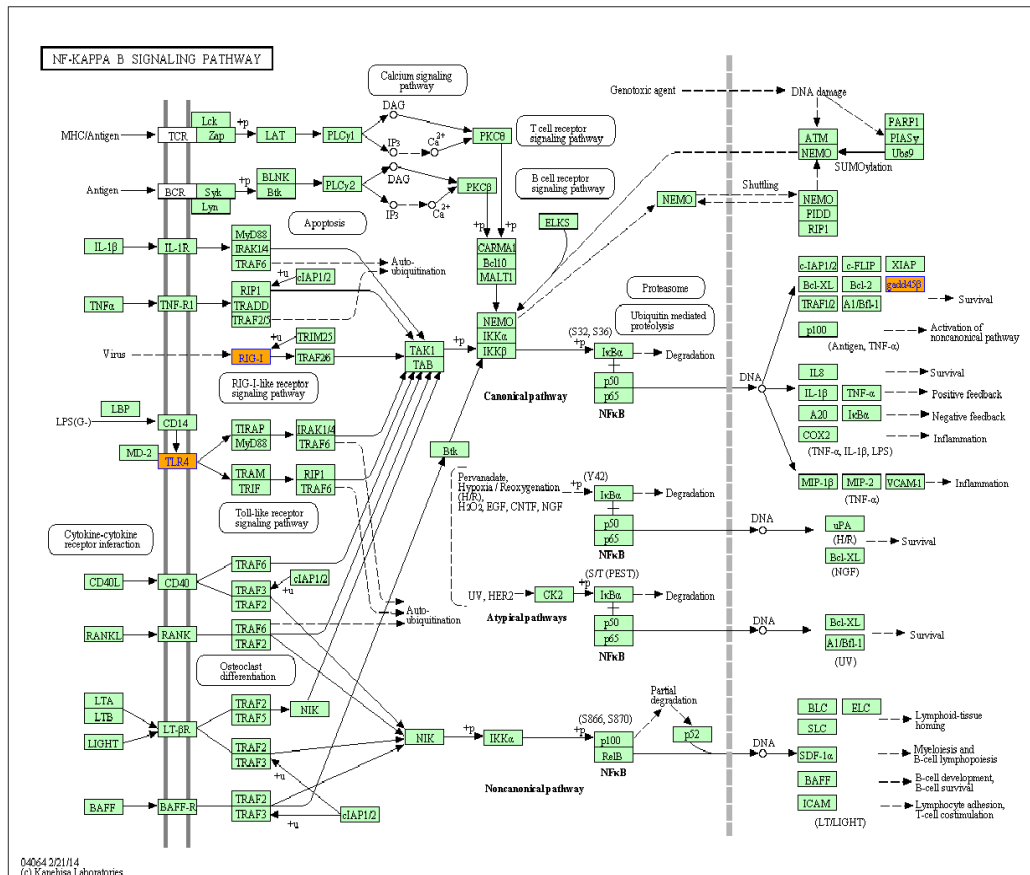 NF-KAPPA B SIGNALING PATHWAY
Calcium signaling
pathway
Genotoxic agent
DNA damage
MHC/Antigen
TCR
Lck
Zap
+p
LAT
PLCγ1
DAG
IP3
Ca2+
PKCθ
T cell receptor
signaling pathway
ATM
NEMO
PARP1
PIASy
Ubs9
SUMOylation
Antigen
BCR
Syk
Lyn
+p
BLNK
Btk
PLCγ2
DAG
IP3
Ca2+
PKCβ
B cell receptor
signaling pathway
NEMO
Shuttling
NEMO
PIDD
RIP1
Apoptosis
+p
+p
ELKS
CARMA1
Bcl10
MALT1
IL-1β
IL-1R
MyD88
IRAK1/4
TRAF6
Auto-
ubiquitination
+u
cIAP1/2
TNFα
TNF-R1
RIP1
TRADD
TRAF2/5
Proteasome
Ubiquitin mediated
proteolysis
c-IAP1/2
c-FLIP
XIAP
Bcl-XL
Bcl-2
gadd45β
TRAF1/2
A1/Bfl-1
Survival
p100
Activation of
noncanonical pathway
(Antigen, TNF-α)
Virus
RIG-I
+u
TRIM25
TRAF2/6
RIG-I-like receptor
signaling pathway
TAK1
TAB
+p
NEMO
IKKα
IKKβ
(S32, S36)
+p
IκBα
Degradation
p50
p65
NFκB
Canonical pathway
DNA
IL8
Survival
IL-1β
TNF-α
Positive feedback
A20
IκBα
Negative feedback
COX2
Inflammation
(TNF-α, IL-1β, LPS)
MIP-1β
MIP-2
VCAM-1
Inflammation
(TNF-α)
LPS(G-)
LBP
CD14
MD-2
TLR4
TIRAP
MyD88
IRAK1/4
TRAF6
TRAM
TRIF
RIP1
TRAF6
Toll-like receptor
signaling pathway
Btk
Pervanadate,
Hypoxia / Reoxygenation
(H/R)
H2O2, EGF, CNTF, NGF
(Y42)
+p
IκBα
Degradation
p50
p65
NFκB
DNA
uPA
(H/R)
Bcl-XL
(NGF)
Survival
Cytokine-cytokine
receptor interaction
CD40L
CD40
TRAF6
TRAF3
TRAF2
+u
cIAP1/2
Auto-
ubiquitination
UV, HER2
CK2
(S/T (PEST))
+p
IκBα
Degradation
Atypical pathways
p50
p65
NFκB
DNA
Bcl-XL
A1/Bfl-1
(UV)
Survival
RANKL
RANK
TRAF6
TRAF2
Osteoclast
differentiation
LTA
LTB
LIGHT
LT-βR
TRAF2
TRAF5
NIK
TRAF2
TRAF3
+u
NIK
+p
IKKα
(S866, S870)
+p
p100
RelB
NFκB
Partial
degradation
p52
Noncanonical pathway
DNA
BLC
ELC
SLC
Lymphoid-tissue
homing
SDF-1α
Myeloiesis and
B-cell lymphopoiesis
BAFF
B-cell development,
B-cell survival
ICAM
Lymphocyte adhesion,
T-cell costimulation
(LT/LIGHT)
BAFF
BAFF-R
TRAF2
TRAF3
+u
cIAP1/2
04064 2/21/14
(c) Kanehisa Laboratories